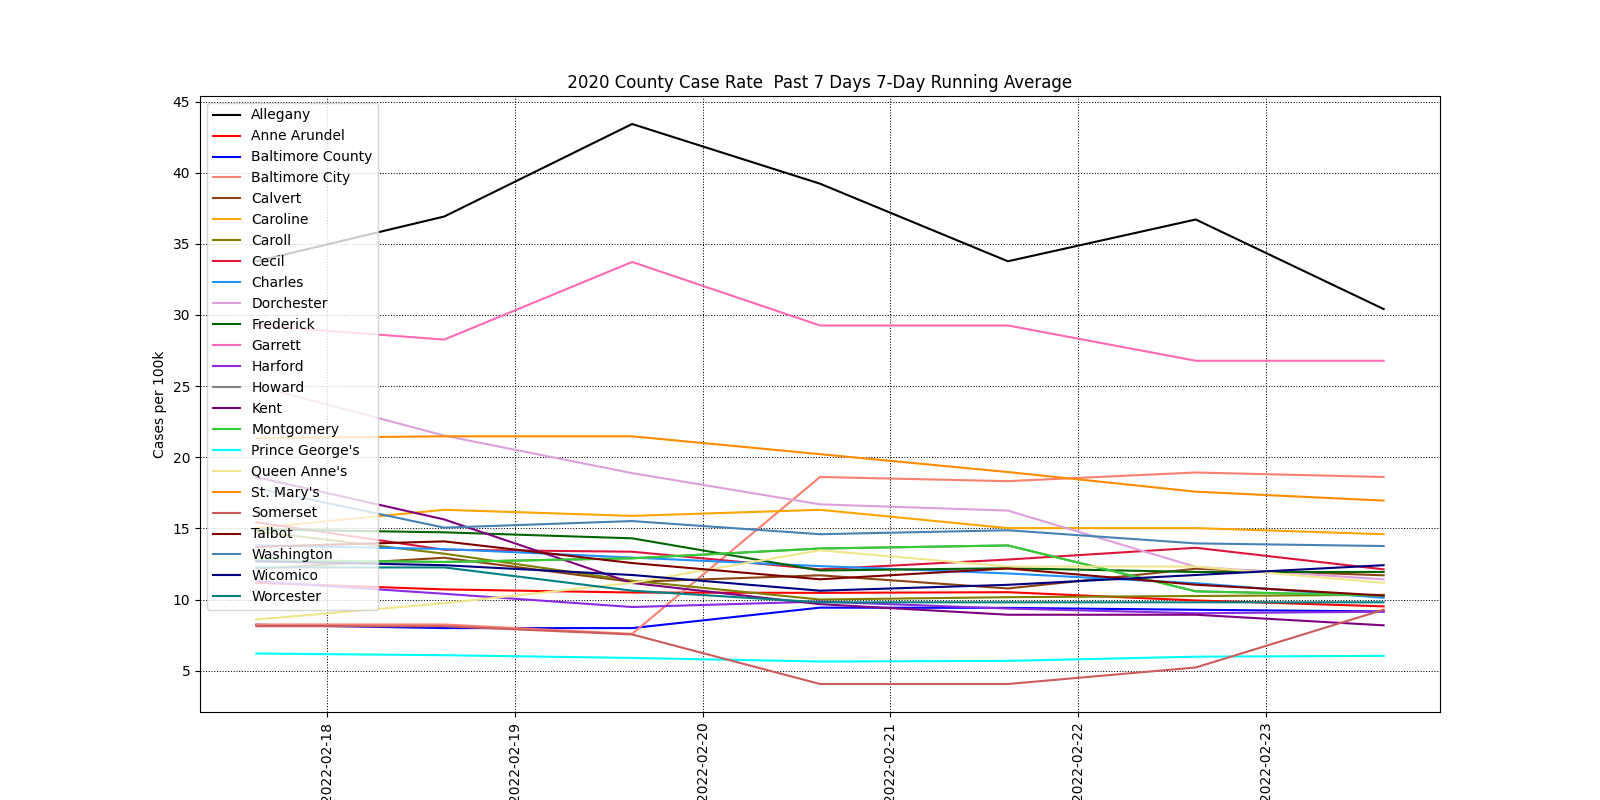 2020 County Case Rate  Past 7 Days 7-Day Running Average
45
40
35
30
25
20
15
10
5
Cases per 100k
Allegany
Anne Arundel
Baltimore County
Baltimore City
Calvert
Caroline
Caroll
Cecil
Charles
Dorchester
Frederick
Garrett
Harford
Howard
Kent
Montgomery
Prince George's
Queen Anne's
St. Mary's
Somerset
Talbot
Washington
Wicomico
Worcester
2022-02-18
2022-02-19
2022-02-20
2022-02-21
2022-02-22
2022-02-23